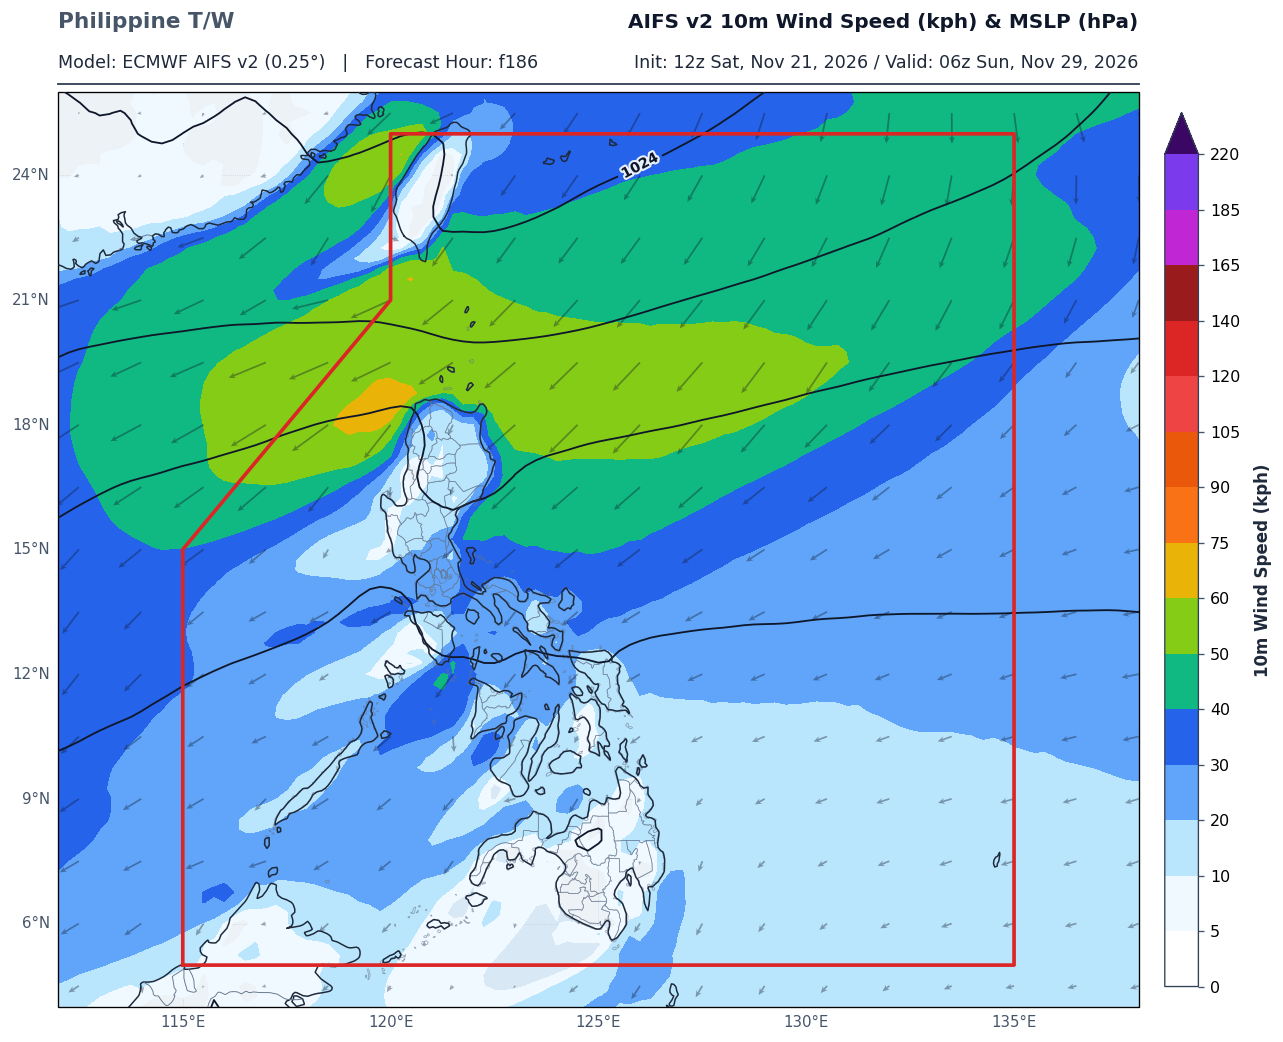 Philippine T/W
AIFS v2 10m Wind Speed (kph) & MSLP (hPa)
Model: ECMWF AIFS v2 (0.25°) | Forecast Hour: f186
Init: 12z Sat, Nov 21, 2026 / Valid: 06z Sun, Nov 29, 2026
1024
24°N
21°N
18°N
15°N
12°N
9°N
6°N
115°E
120°E
125°E
130°E
135°E
220
185
165
140
120
105
90
75
60
50
40
30
20
10
5
0
10m Wind Speed (kph)